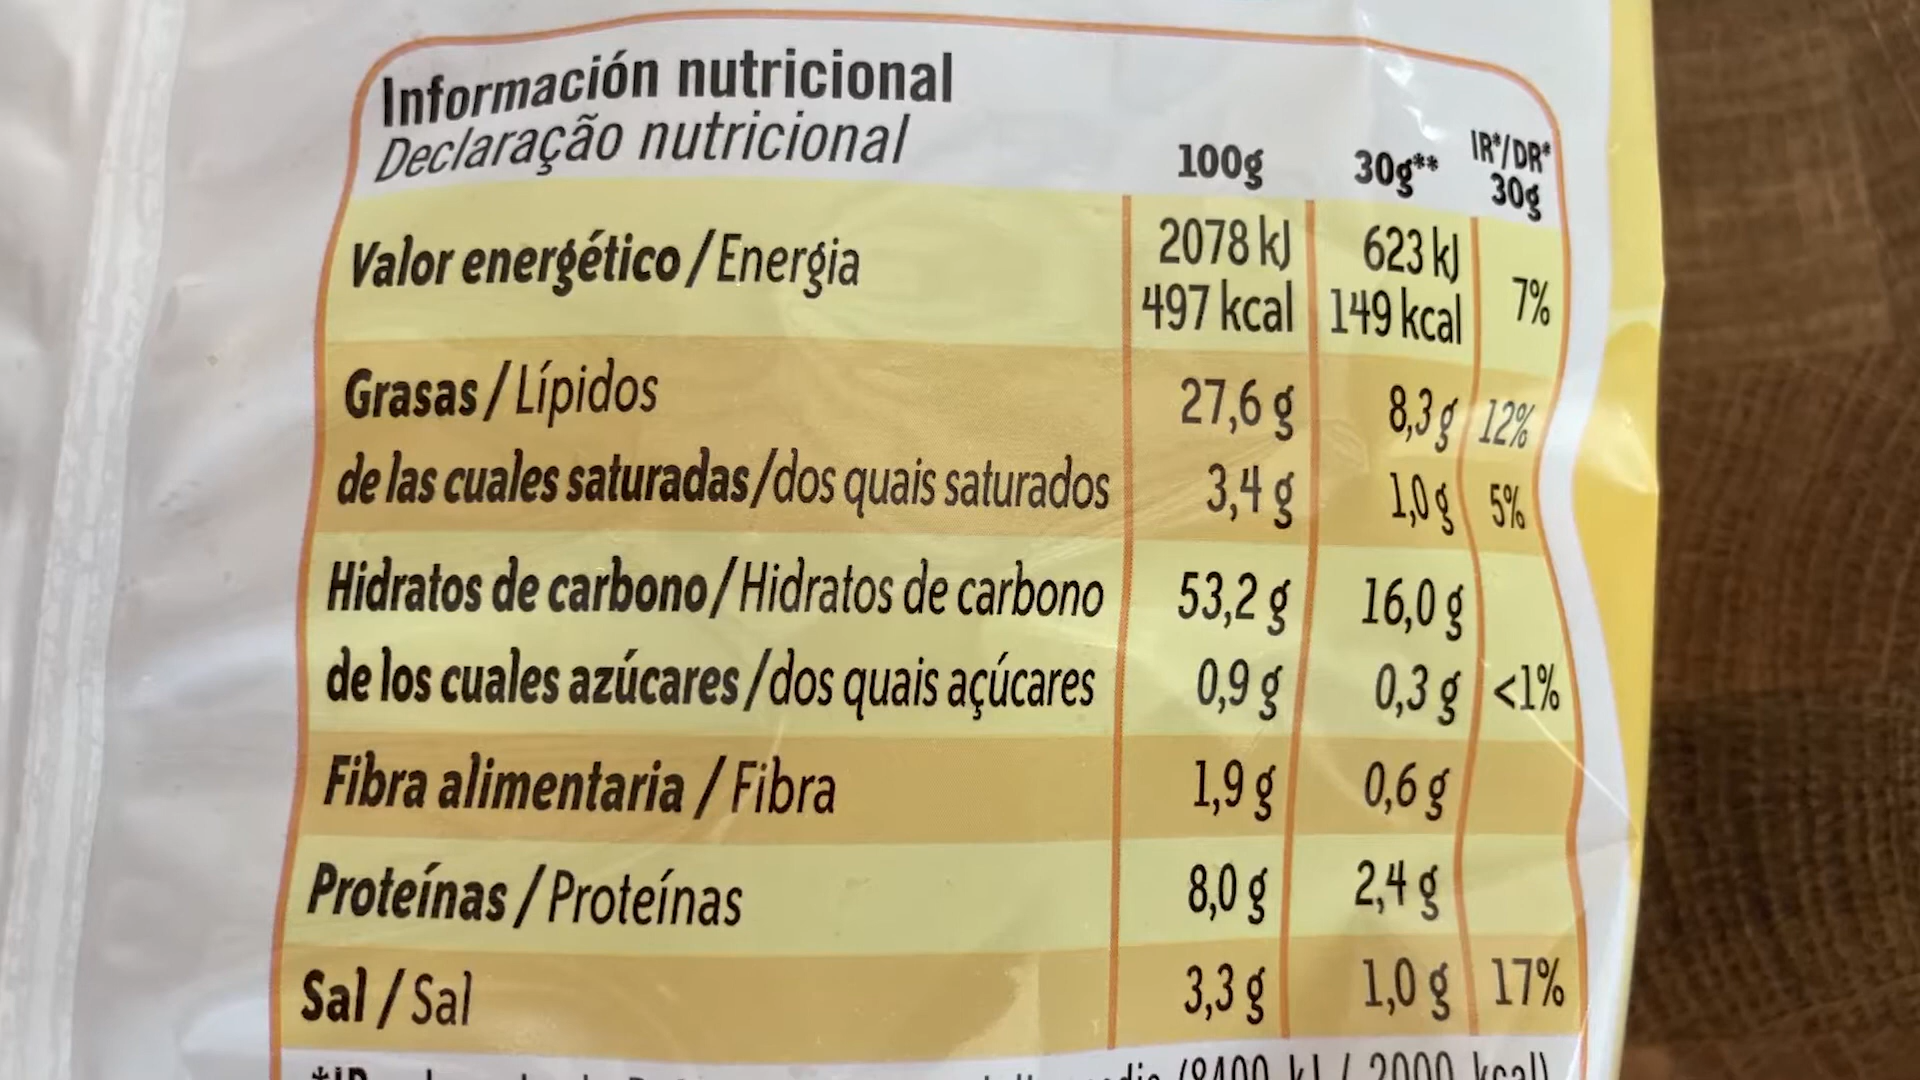 Información nutricional
Declaração nutricional
100g 30g** IR*/DR* 30g
Valor energético / Energia 2078 kJ 497 kcal 623 kJ 149 kcal 7%
Grasas / Lípidos 27,6 g 8,3 g 12%
de las cuales saturadas / dos quais saturados 3,4 g 1,0 g 5%
Hidratos de carbono / Hidratos de carbono 53,2 g 16,0 g
de los cuales azúcares / dos quais açúcares 0,9 g 0,3 g <1%
Fibra alimentaria / Fibra 1,9 g 0,6 g
Proteínas / Proteínas 8,0 g 2,4 g
Sal / Sal 3,3 g 1,0 g 17%
(8400 kJ / 2000 kcal)